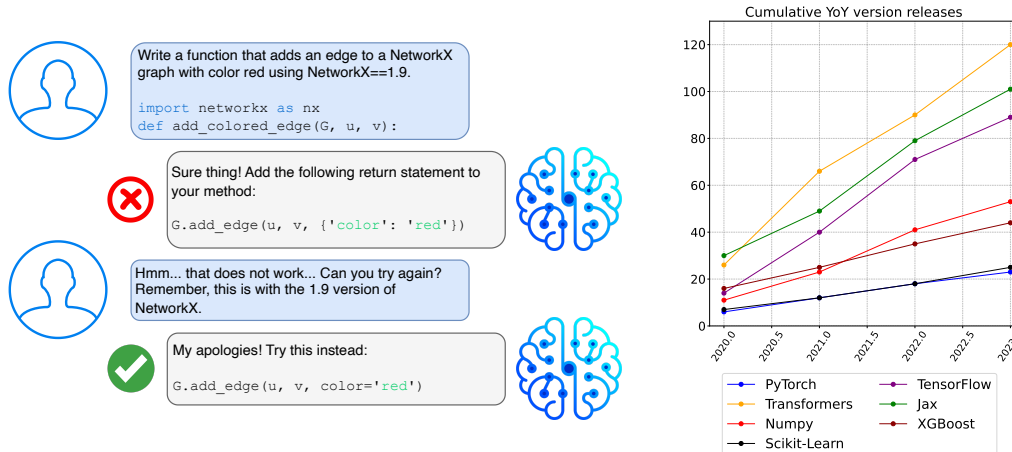 Write a function that adds an edge to a NetworkX
graph with color red using NetworkX==1.9.
import networkx as nx
def add_colored_edge(G, u, v):
Sure thing! Add the following return statement to
your method:
G.add_edge(u, v, {'color': 'red'})
Hmm... that does not work... Can you try again?
Remember, this is with the 1.9 version of
NetworkX.
My apologies! Try this instead:
G.add_edge(u, v, color='red')
Cumulative YoY version releases
120
100
80
60
40
20
0
2020.0
2020.5
2021.0
2021.5
2022.0
2022.5
PyTorch
Transformers
Numpy
Scikit-Learn
TensorFlow
Jax
XGBoost